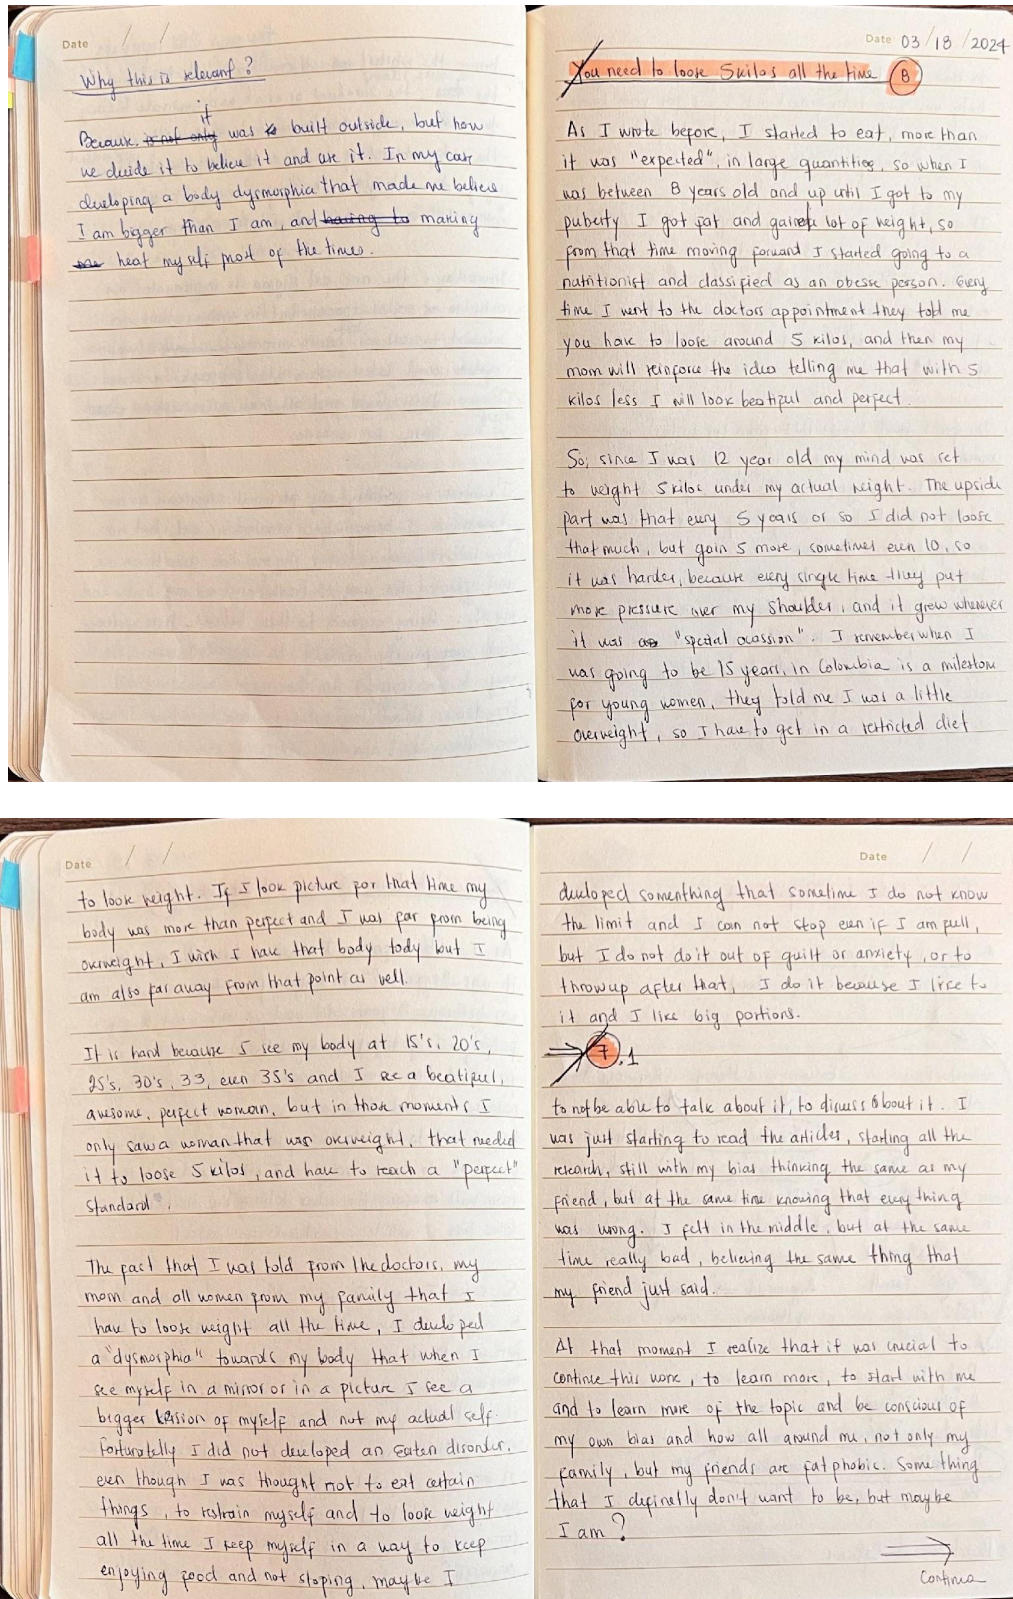 Date / /
Why this is relevant?
it
Because is not only was to built outside, but how
we decide it to believe it and use it. In my case
developing a body dysmorphia that made me believe
I am bigger than I am, and having to making
me heat myself most of the times.
Date 03/18/2024
You need to loose 5 kilos all the time 8
As I wrote before, I started to eat, more than
it was "expected", in large quantities, so when I
was between 8 years old and up until I got to my
puberty I got fat and gained a lot of weight, so
from that time moving forward I started going to a
nutritionist and classified as an obesse person. Every
time I went to the doctors appointment they told me
you have to loose around 5 kilos, and then my
mom will reinforce the idea telling me that with 5
kilos less I will look beatiful and perfect.
So, since I was 12 year old my mind was set
to weight 5 kilos under my actual weight. The upside
part was that every 5 years or so I did not loose
that much, but gain 5 more, sometimes even 10, so
it was harder, because every single time they put
more pressure over my shoulder, and it grew whenever
it was an "special ocassion". I remember when I
was going to be 15 years, in Colombia is a milestone
for young women, they told me I was a little
overweight, so I have to get in a restricted diet
Date / /
to loose weight. If I look picture for that time my
body was more than perfect and I was far from being
overweight, I wish I have that body tody but I
am also far away from that point as well.
It is hard because I see my body at 15's, 20's,
25's, 30's, 33, even 35's and I see a beatiful,
awesome, perfect woman, but in those moments I
only saw a woman that was overweight, that needed
it to loose 5 kilos, and have to reach a "perfect"
standard".
The fact that I was told from the doctors, my
mom and all women from my family that I
have to loose weight all the time, I developed
a "dysmorphia" towards my body that when I
see myself in a mirror or in a picture I see a
bigger version of myself and not my actual self.
Fortunatelly I did not developed an eaten disorder,
even though I was thought not to eat certain
things, to restrain myself and to loose weight
all the time I keep myself in a way to keep
enjoying food and not stoping, maybe I
Date / /
developed somenthing that sometime I do not know
the limit and I can not stop even if I am full,
but I do not do it out of guilt or anxiety, or to
throw up after that, I do it because I like to
it and I like big portions.
7.1
to not be able to talk about it, to discuss about it. I
was just starting to read the articles, starting all the
research, still with my bias thinking the same as my
friend, but at the same time knowing that every thing
was wrong. I felt in the middle, but at the same
time really bad, believing the same thing that
my friend just said.
At that moment I realize that it was crucial to
continue this work, to learn more, to start with me
and to learn more of the topic and be conscious of
my own bias and how all around me, not only my
family, but my friends are fatphobic. Some thing
that I definelly don't want to be, but maybe
I am?
Continua